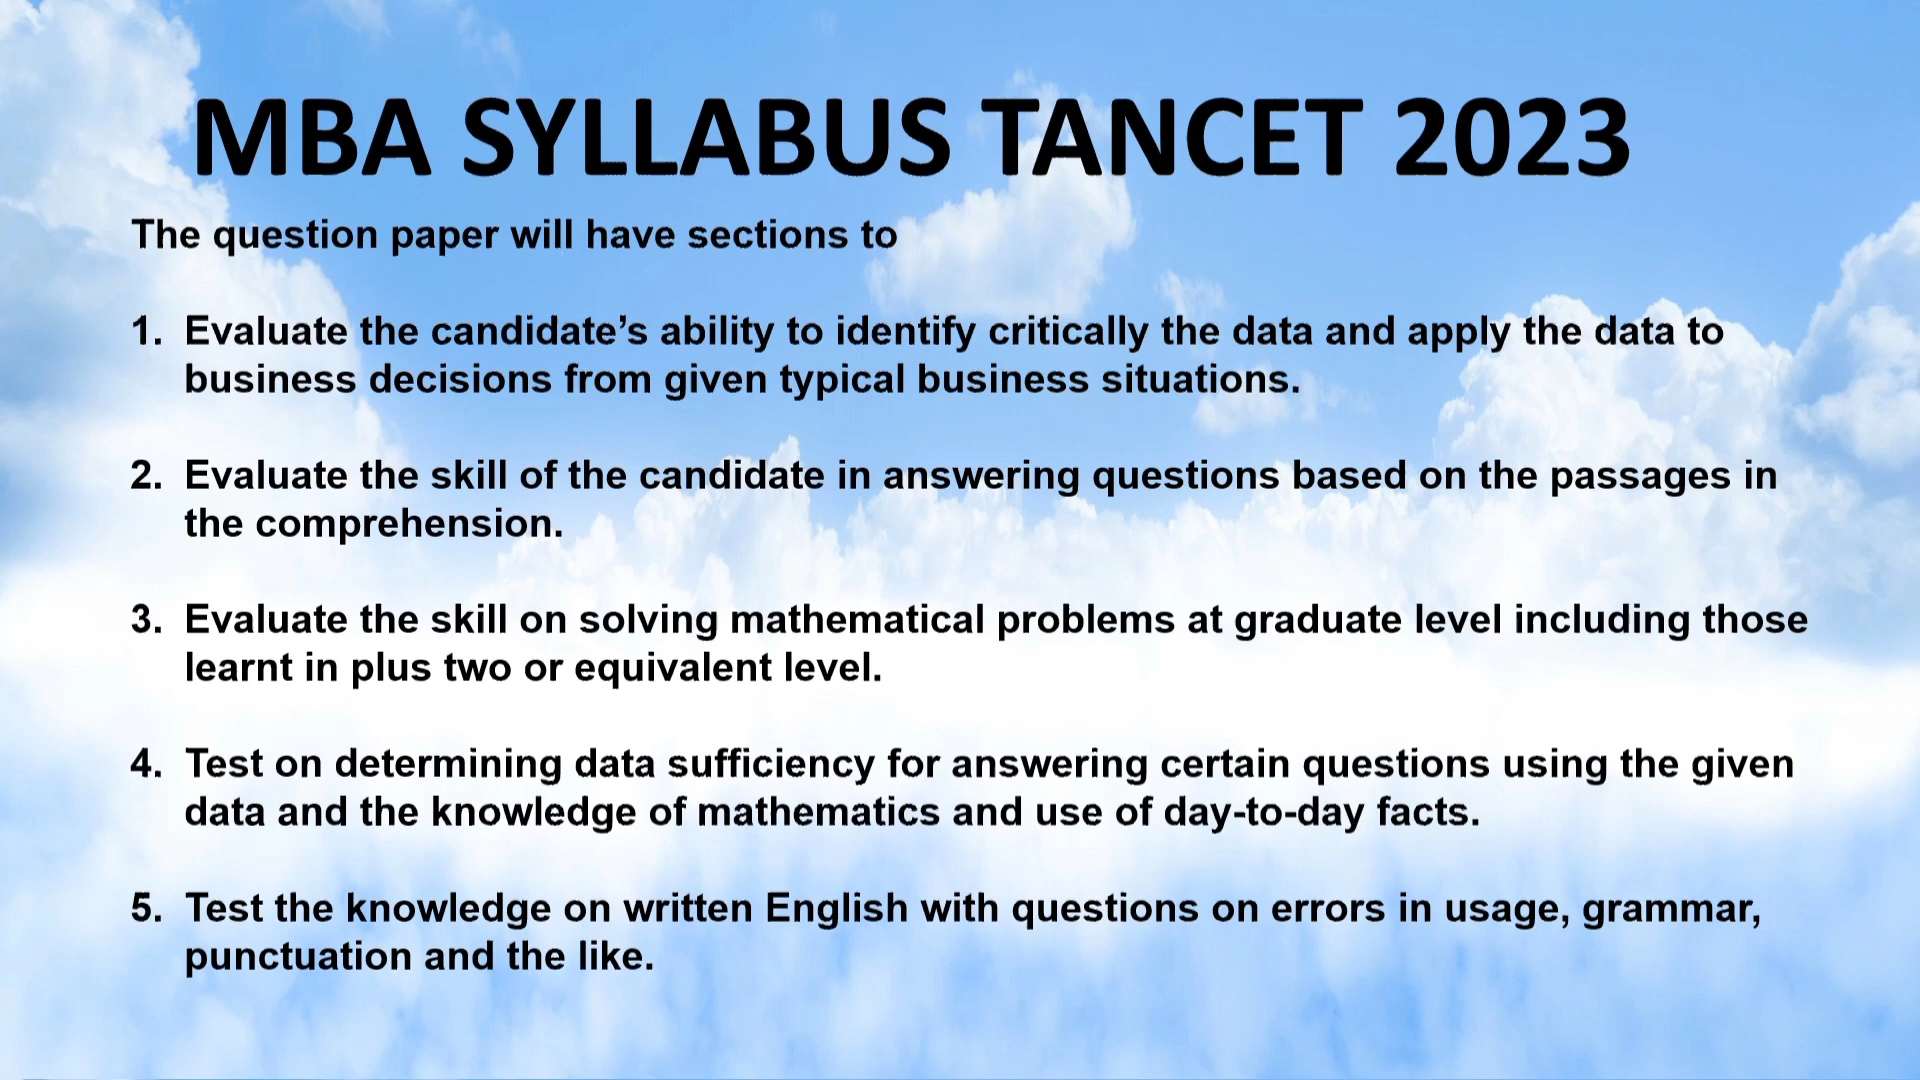 MBA SYLLABUS TANCET 2023
The question paper will have sections to
1. Evaluate the candidate’s ability to identify critically the data and apply the data to
business decisions from given typical business situations.
2. Evaluate the skill of the candidate in answering questions based on the passages in
the comprehension.
3. Evaluate the skill on solving mathematical problems at graduate level including those
learnt in plus two or equivalent level.
4. Test on determining data sufficiency for answering certain questions using the given
data and the knowledge of mathematics and use of day-to-day facts.
5. Test the knowledge on written English with questions on errors in usage, grammar,
punctuation and the like.